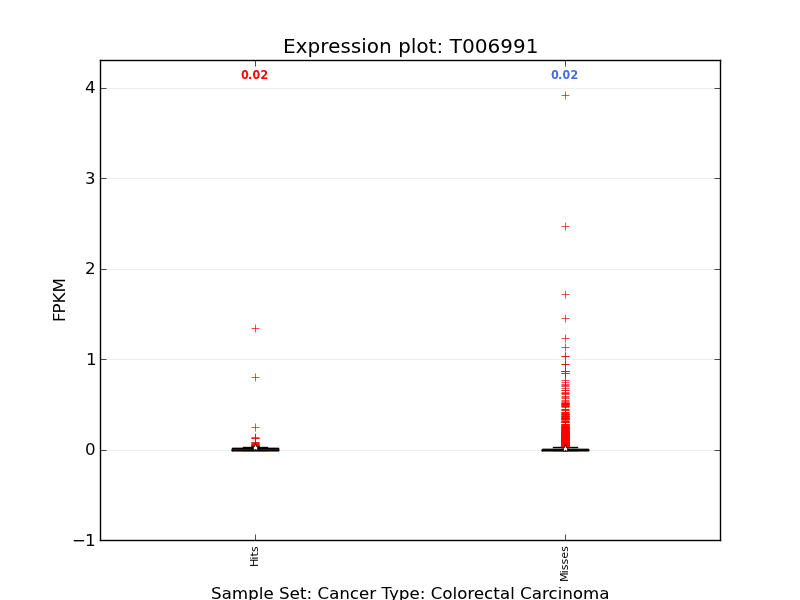 Expression plot: T006991
0.02 0.02
4
3
2
1
0
−1
FPKM
Hits Misses
Sample Set: Cancer Type: Colorectal Carcinoma